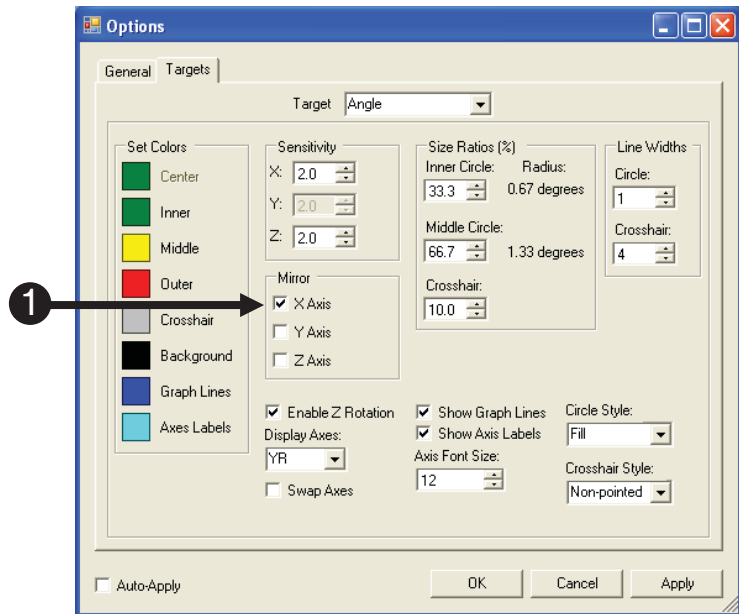 Options
General Targets
Target Angle
Set Colors
Center
Inner
Middle
Outer
Crosshair
Background
Graph Lines
Axes Labels
Sensitivity
X: 2.0
Y: 2.0
Z: 2.0
Mirror
X Axis
Y Axis
Z Axis
Size Ratios (%)
Inner Circle: Radius:
33.3 0.67 degrees
Middle Circle:
66.7 1.33 degrees
Crosshair:
10.0
Line Widths
Circle:
1
Crosshair:
4
Enable Z Rotation
Display Axes:
YR
Swap Axes
Show Graph Lines
Show Axis Labels
Axis Font Size:
12
Circle Style:
Fill
Crosshair Style:
Non-pointed
Auto-Apply
OK Cancel Apply
1